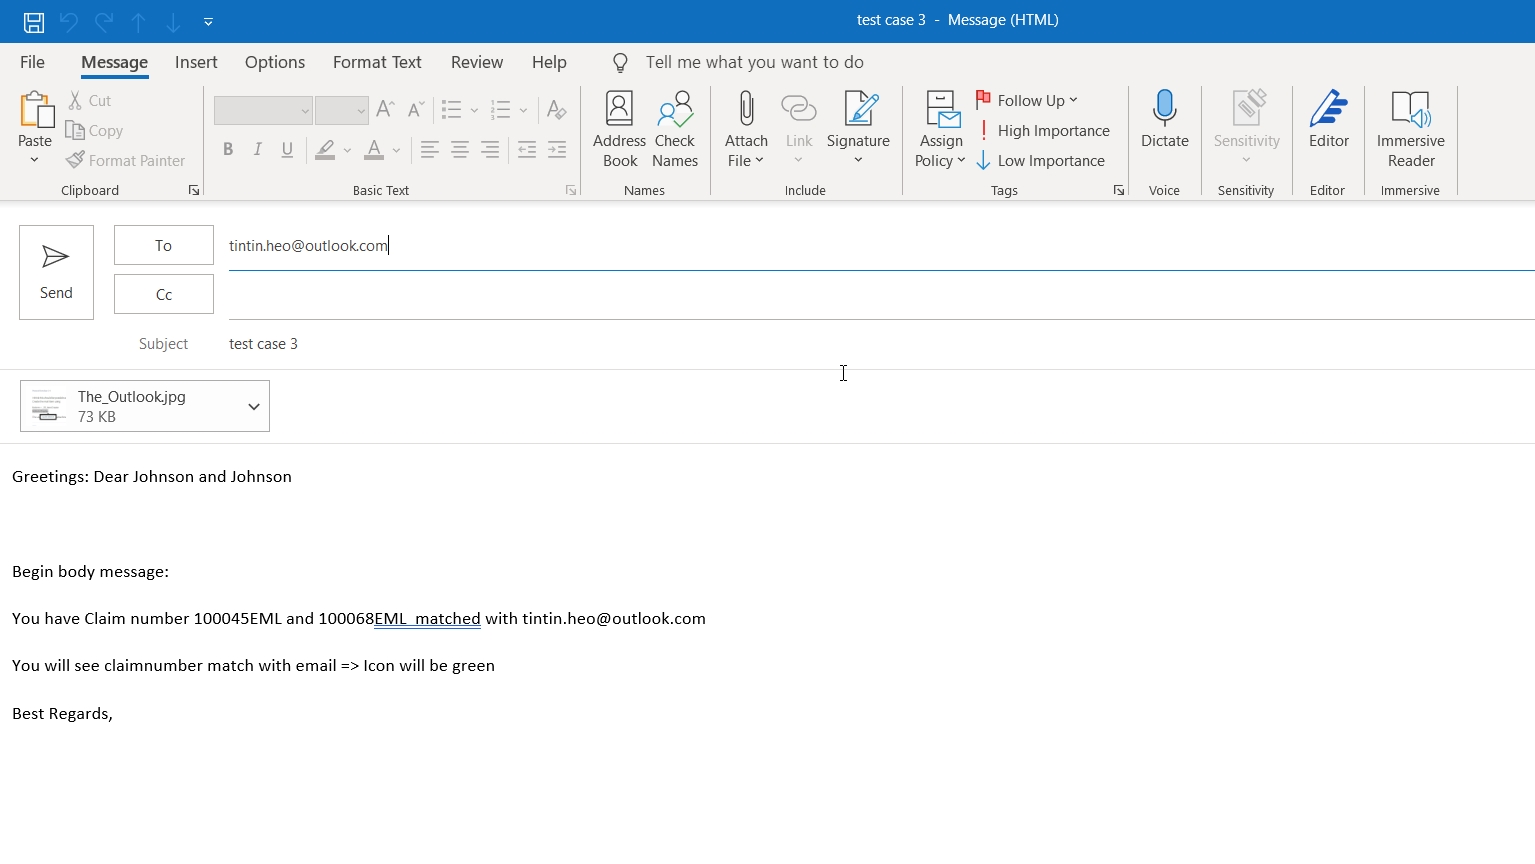 test case 3 - Message (HTML)
File Message Insert Options Format Text Review Help Tell me what you want to do
Paste
Cut
Copy
Format Painter
Clipboard
B I U A
Basic Text
Address Book
Check Names
Names
Attach File
Link
Signature
Include
Assign Policy
Follow Up
High Importance
Low Importance
Tags
Dictate
Voice
Sensitivity
Sensitivity
Editor
Editor
Immersive Reader
Immersive
Send
To tintin.heo@outlook.com
Cc
Subject test case 3
The_Outlook.jpg
73 KB
Greetings: Dear Johnson and Johnson
Begin body message:
You have Claim number 100045EML and 100068EML matched with tintin.heo@outlook.com
You will see claimnumber match with email => Icon will be green
Best Regards,